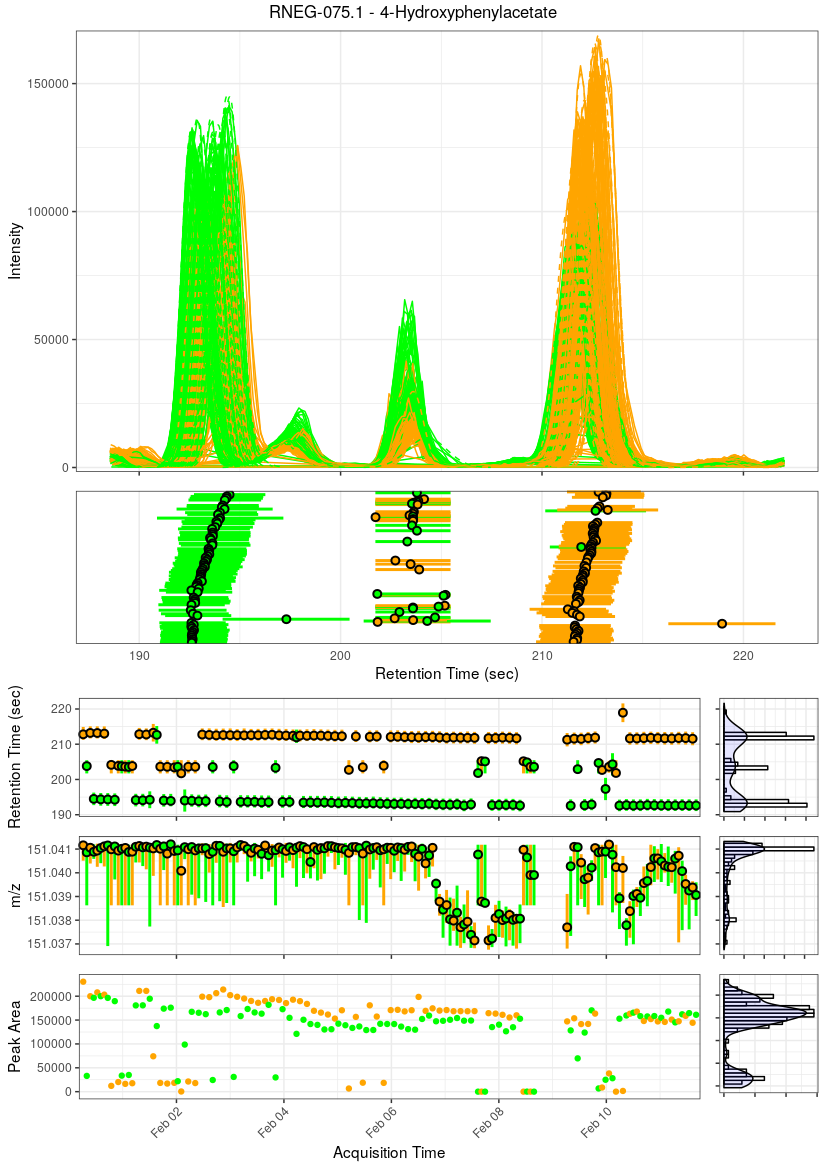 RNEG-075.1 - 4-Hydroxyphenylacetate
150000
100000
50000
0
Intensity
190
200
210
220
Retention Time (sec)
220
210
200
190
Retention Time (sec)
151.041
151.040
151.039
151.038
151.037
m/z
200000
150000
100000
50000
0
Peak Area
Feb 02
Feb 04
Feb 06
Feb 08
Feb 10
Acquisition Time